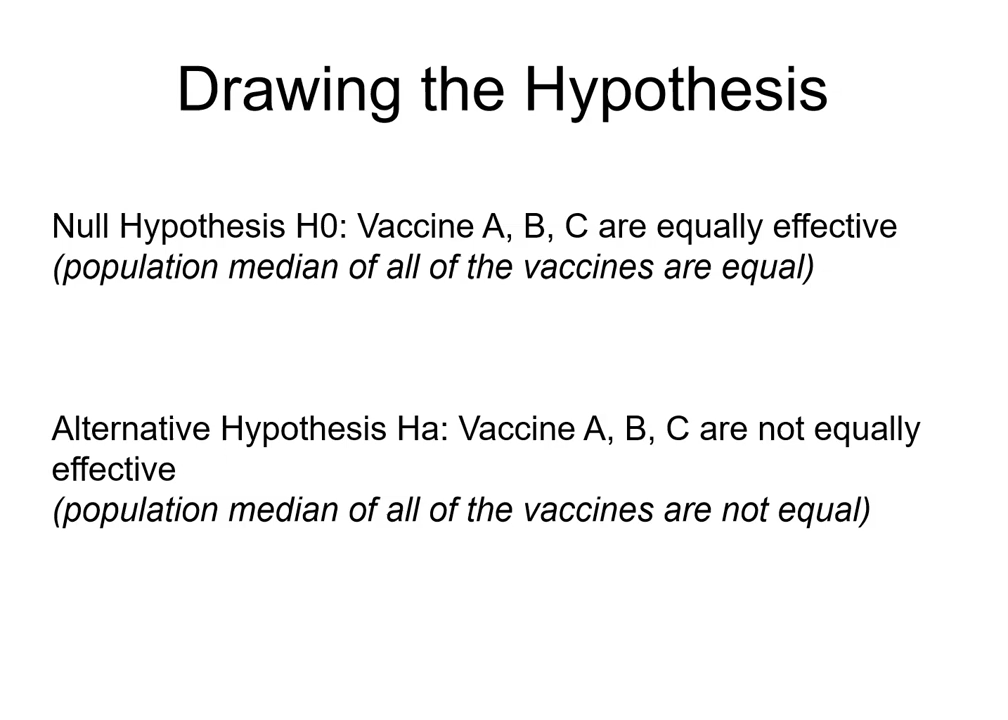 Drawing the Hypothesis
Null Hypothesis H0: Vaccine A, B, C are equally effective
(population median of all of the vaccines are equal)
Alternative Hypothesis Ha: Vaccine A, B, C are not equally
effective
(population median of all of the vaccines are not equal)